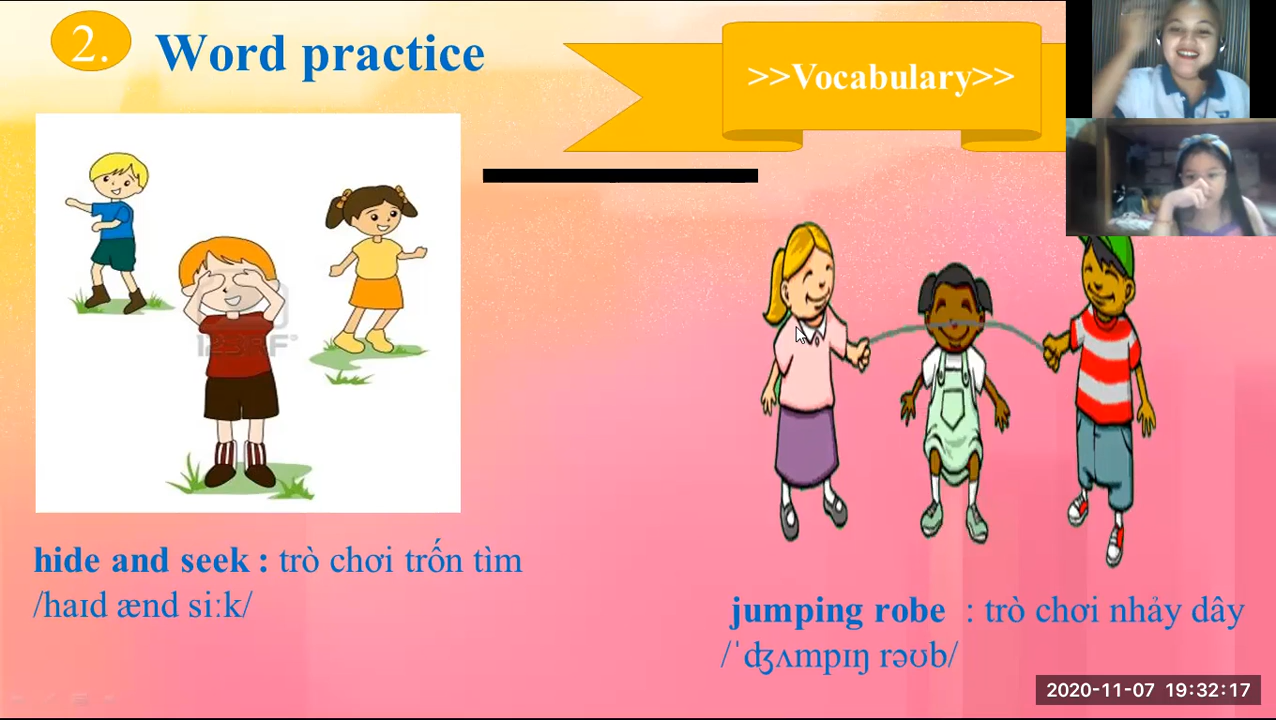 2.
Word practice
>>Vocabulary>>
123RF®
hide and seek : trò chơi trốn tìm
/haɪd ænd siːk/
jumping robe : trò chơi nhảy dây
/ˈʤʌmpɪŋ rəʊb/
2020-11-07 19:32:17